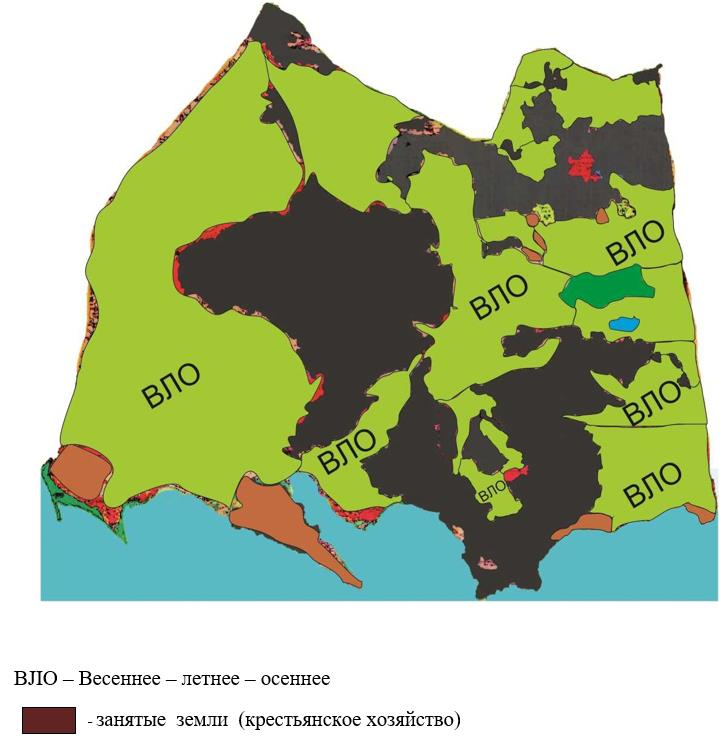 ВЛО
ВЛО
ВЛО
ВЛО
ВЛО
ВЛО
ВЛО
ВЛО – Весеннее – летнее – осеннее
- занятые земли (крестьянское хозяйство)